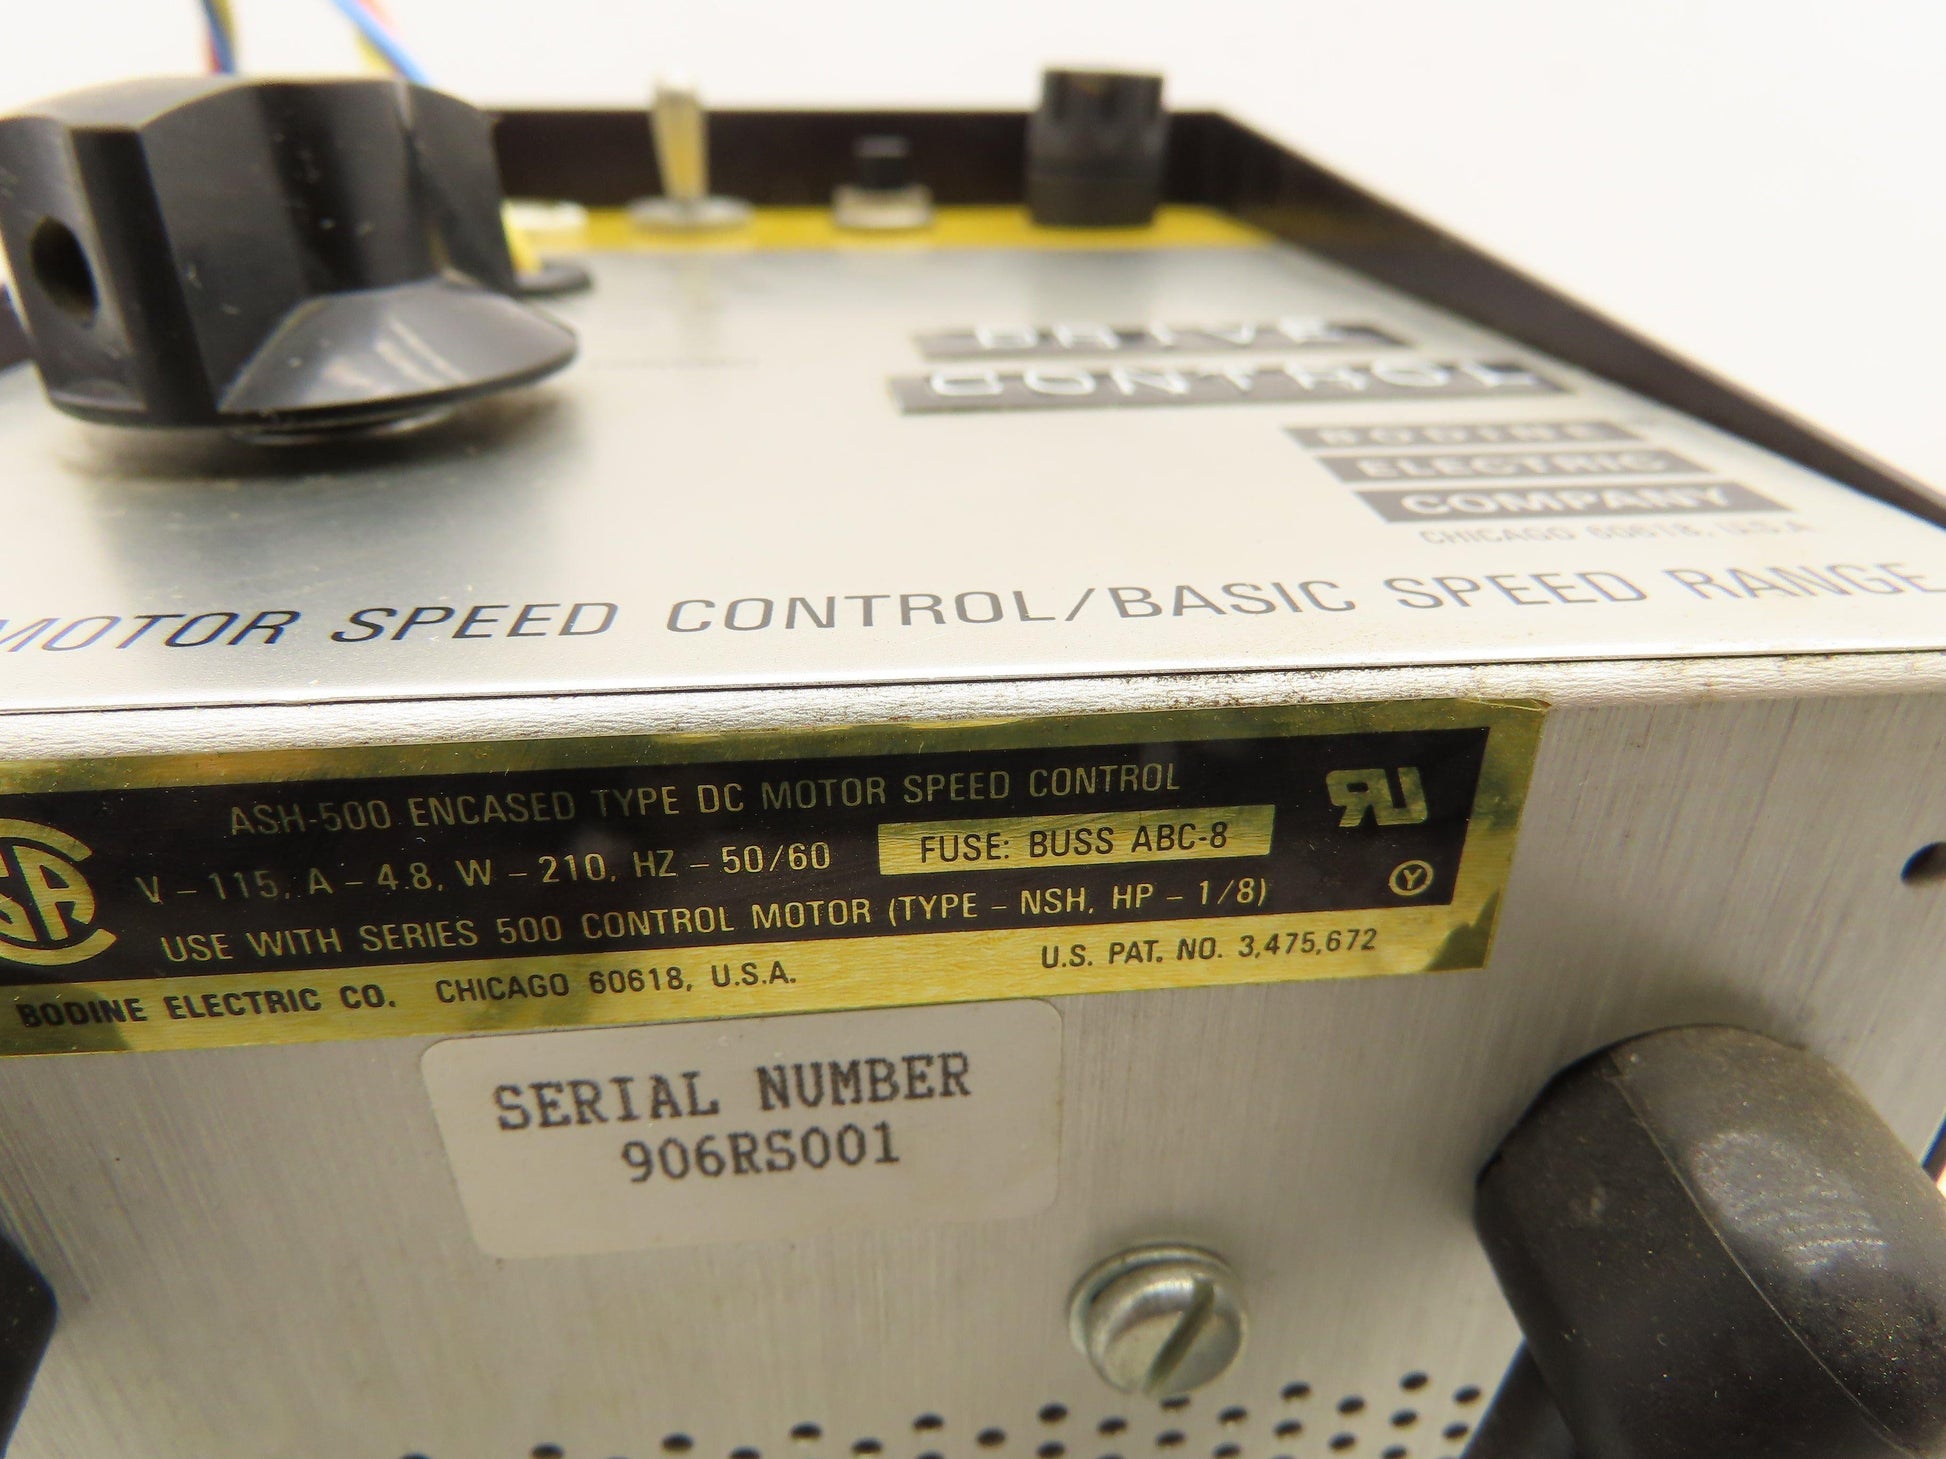 DRIVE
CONTROL
BODINE
ELECTRIC
COMPANY
CHICAGO 60618, U.S.A
MOTOR SPEED CONTROL/BASIC SPEED RANGE
ASH-500 ENCASED TYPE DC MOTOR SPEED CONTROL
V - 115, A - 4.8, W - 210, HZ - 50/60 FUSE: BUSS ABC-8
USE WITH SERIES 500 CONTROL MOTOR (TYPE - NSH, HP - 1/8)
Y
BODINE ELECTRIC CO. CHICAGO 60618, U.S.A. U.S. PAT. NO. 3,475,672
SERIAL NUMBER
906RS001